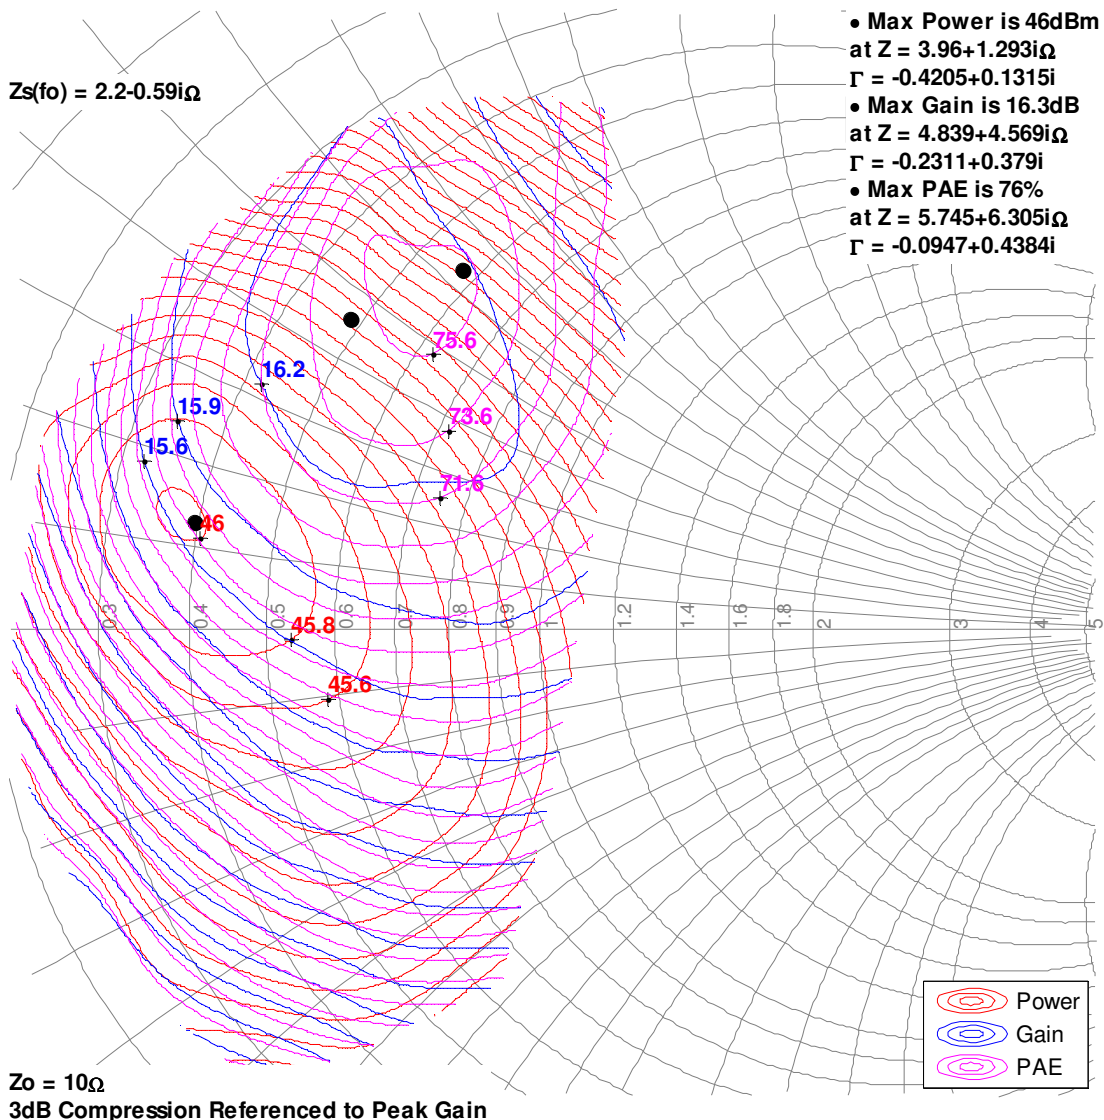 • Max Power is 46dBm
at Z = 3.96+1.293iΩ
Γ = -0.4205+0.1315i
• Max Gain is 16.3dB
at Z = 4.839+4.569iΩ
Γ = -0.2311+0.379i
• Max PAE is 76%
at Z = 5.745+6.305iΩ
Γ = -0.0947+0.4384i
Zs(fo) = 2.2-0.59iΩ
75.6
16.2
15.9
73.6
15.6
71.6
46
0.3 0.4 0.5 0.6 0.7 0.8 0.9 1 1.2 1.4 1.6 1.8 2 3 4 5
45.8
45.6
Power
Gain
PAE
Zo = 10Ω
3dB Compression Referenced to Peak Gain